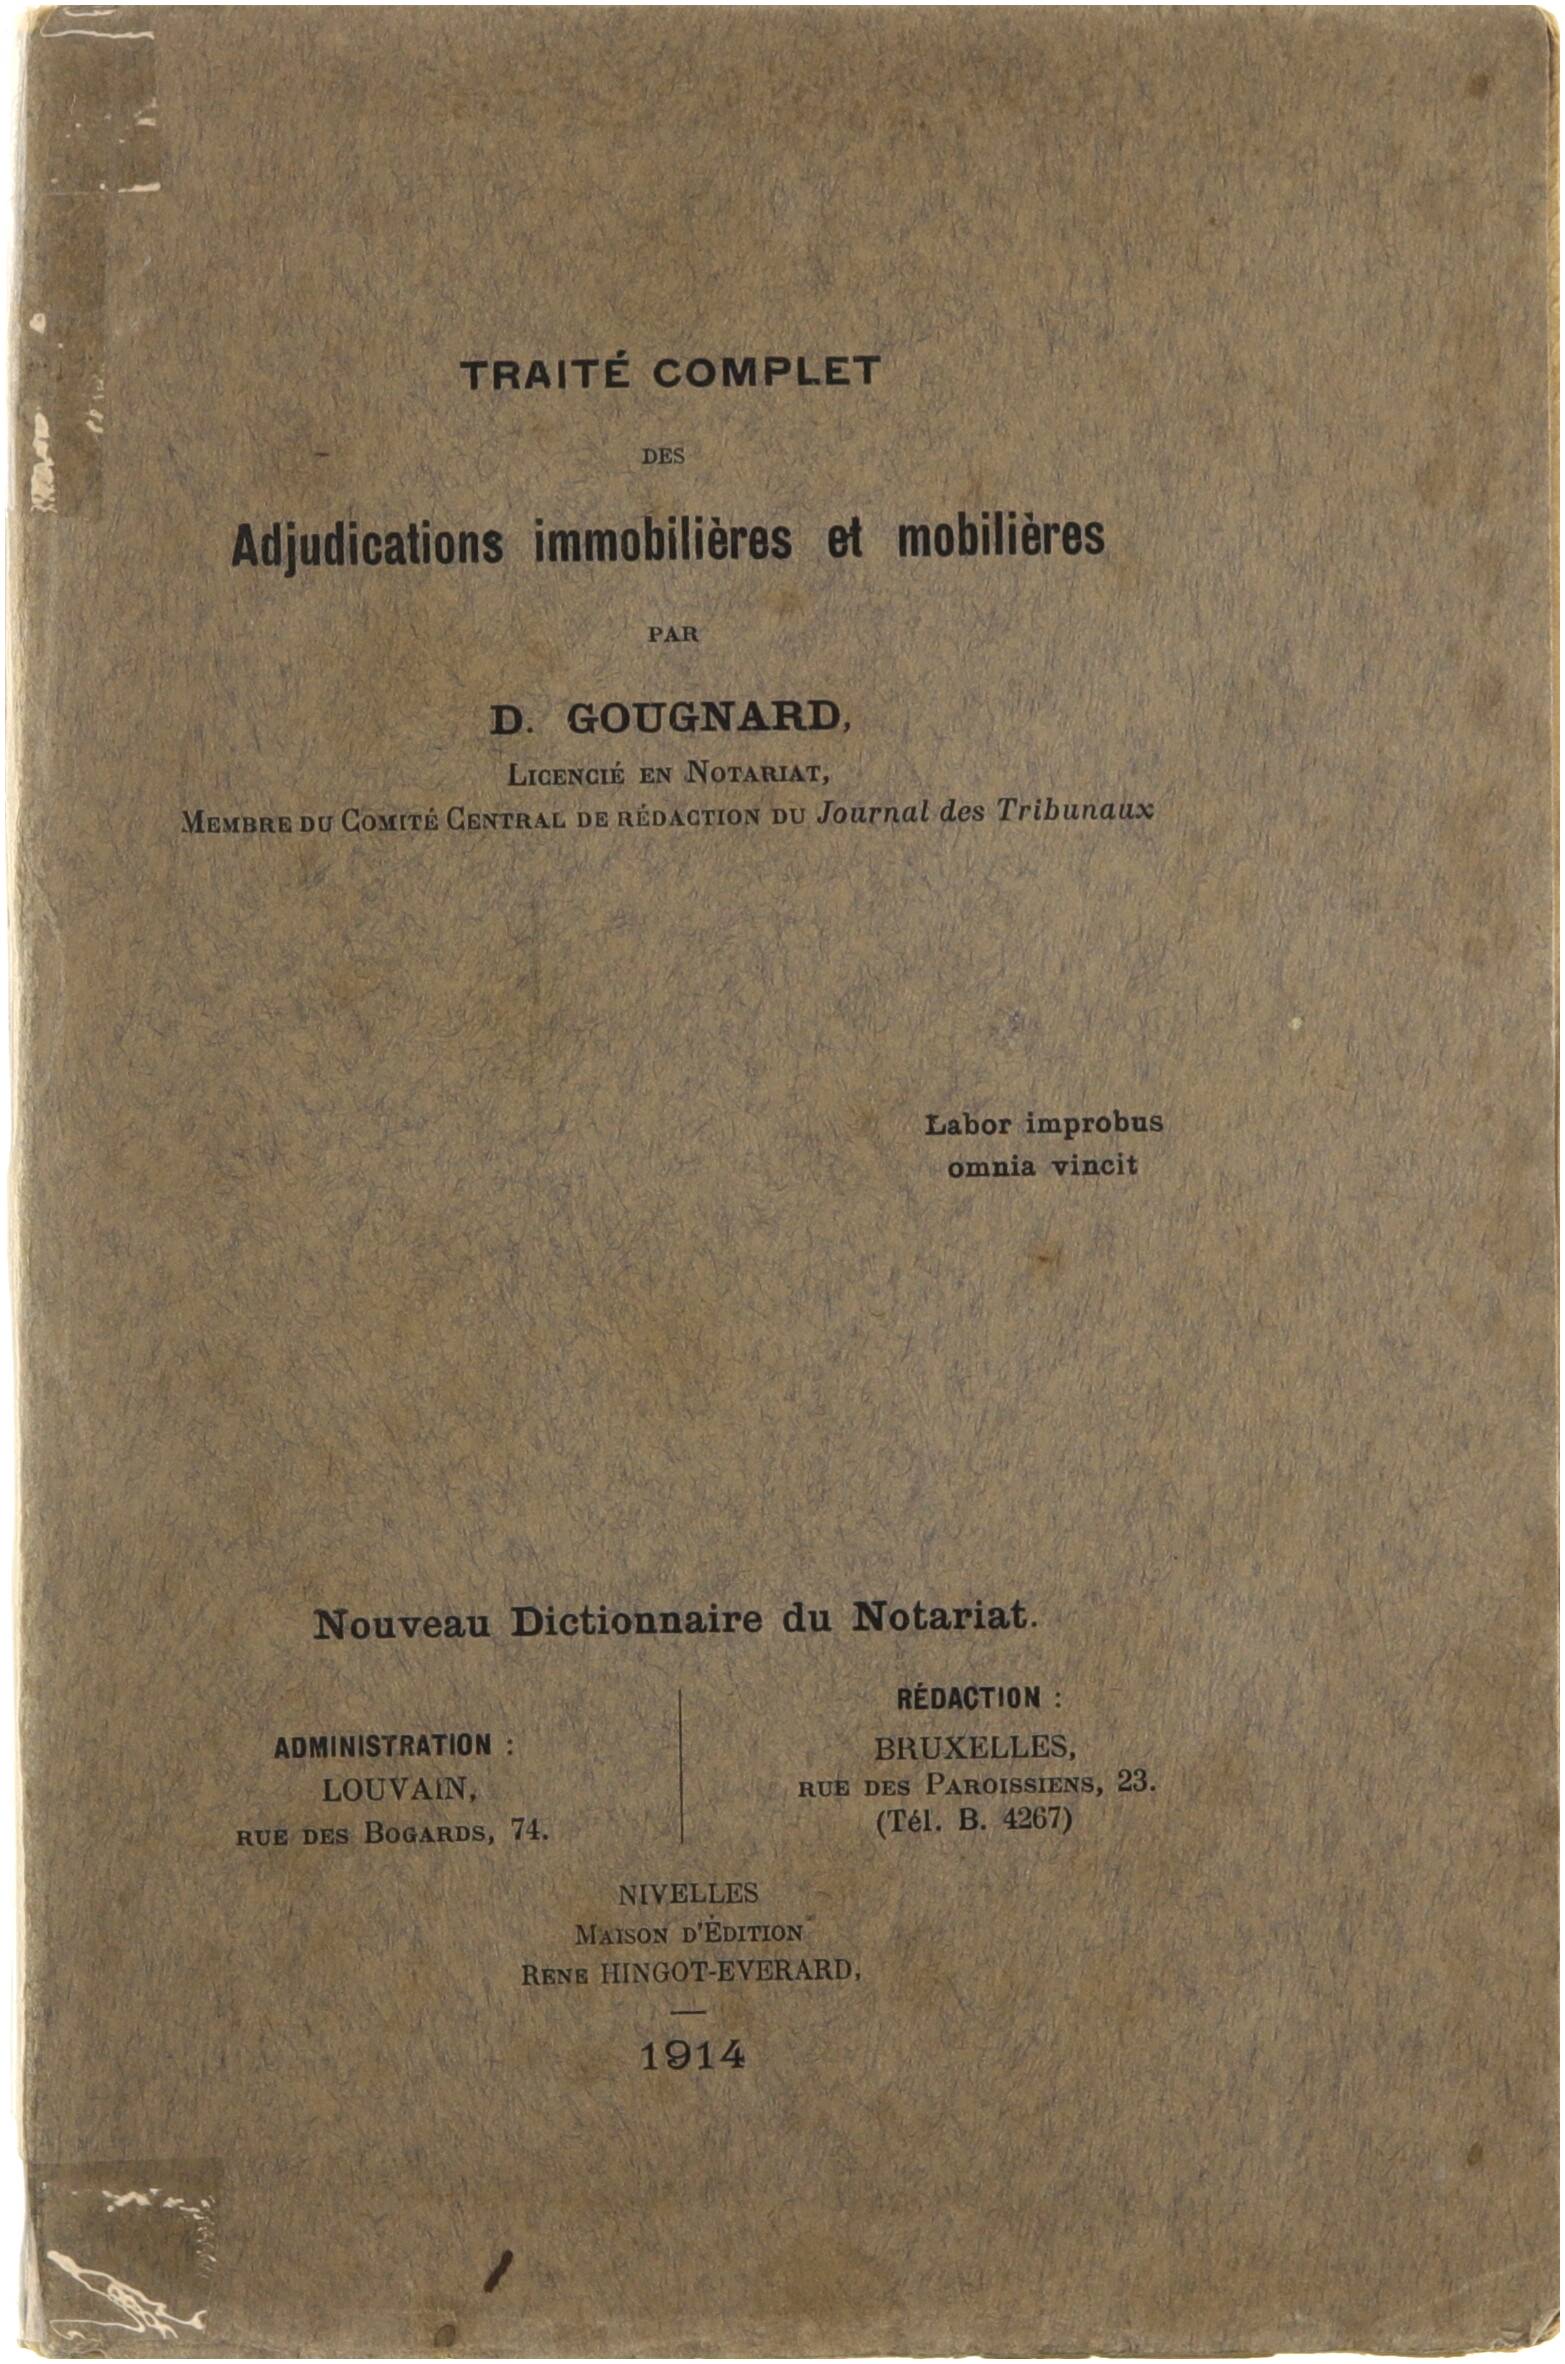 TRAITÉ COMPLET
DES
Adjudications immobilières et mobilières
PAR
D. GOUGNARD,
LICENCIÉ EN NOTARIAT,
MEMBRE DU COMITÉ CENTRAL DE RÉDACTION DU Journal des Tribunaux
Labor improbus
omnia vincit
Nouveau Dictionnaire du Notariat.
ADMINISTRATION :
LOUVAIN,
RUE DES BOGARDS, 74.
RÉDACTION :
BRUXELLES,
RUE DES PAROISSIENS, 23.
(Tél. B. 4267)
NIVELLES
MAISON D'ÉDITION
RENE HINGOT-EVERARD,
1914